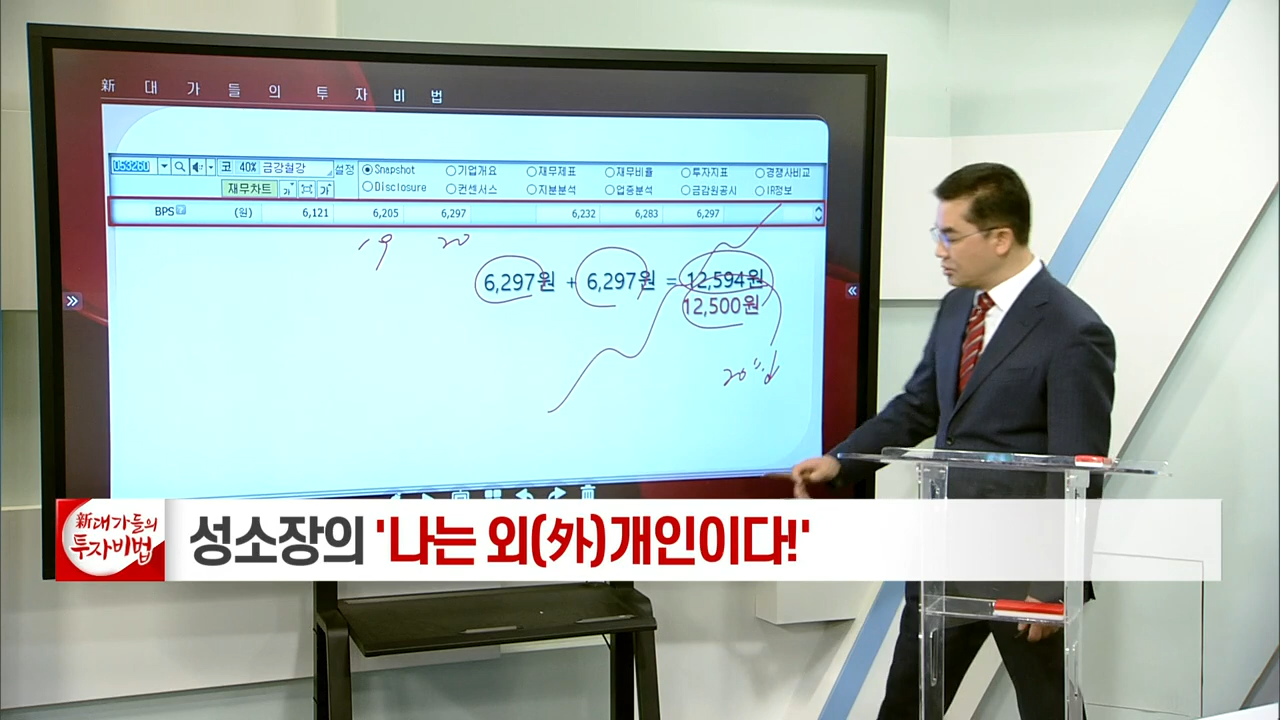 新 대 가 들 의 투 자 비 법
053260 코 40% 금강철강 설정 Snapshot 기업개요 재무제표 재무비율 투자지표 경쟁사비교
재무차트 가 가 Disclosure 컨센서스 지분분석 업종분석 금감원공시 IR정보
BPS (원) 6,121 6,205 6,297 6,232 6,283 6,297
19 20
6,297원 + 6,297원 = 12,594원
12,500원
新대가들의
투자비법
성소장의 '나는 외(外)개인이다!'